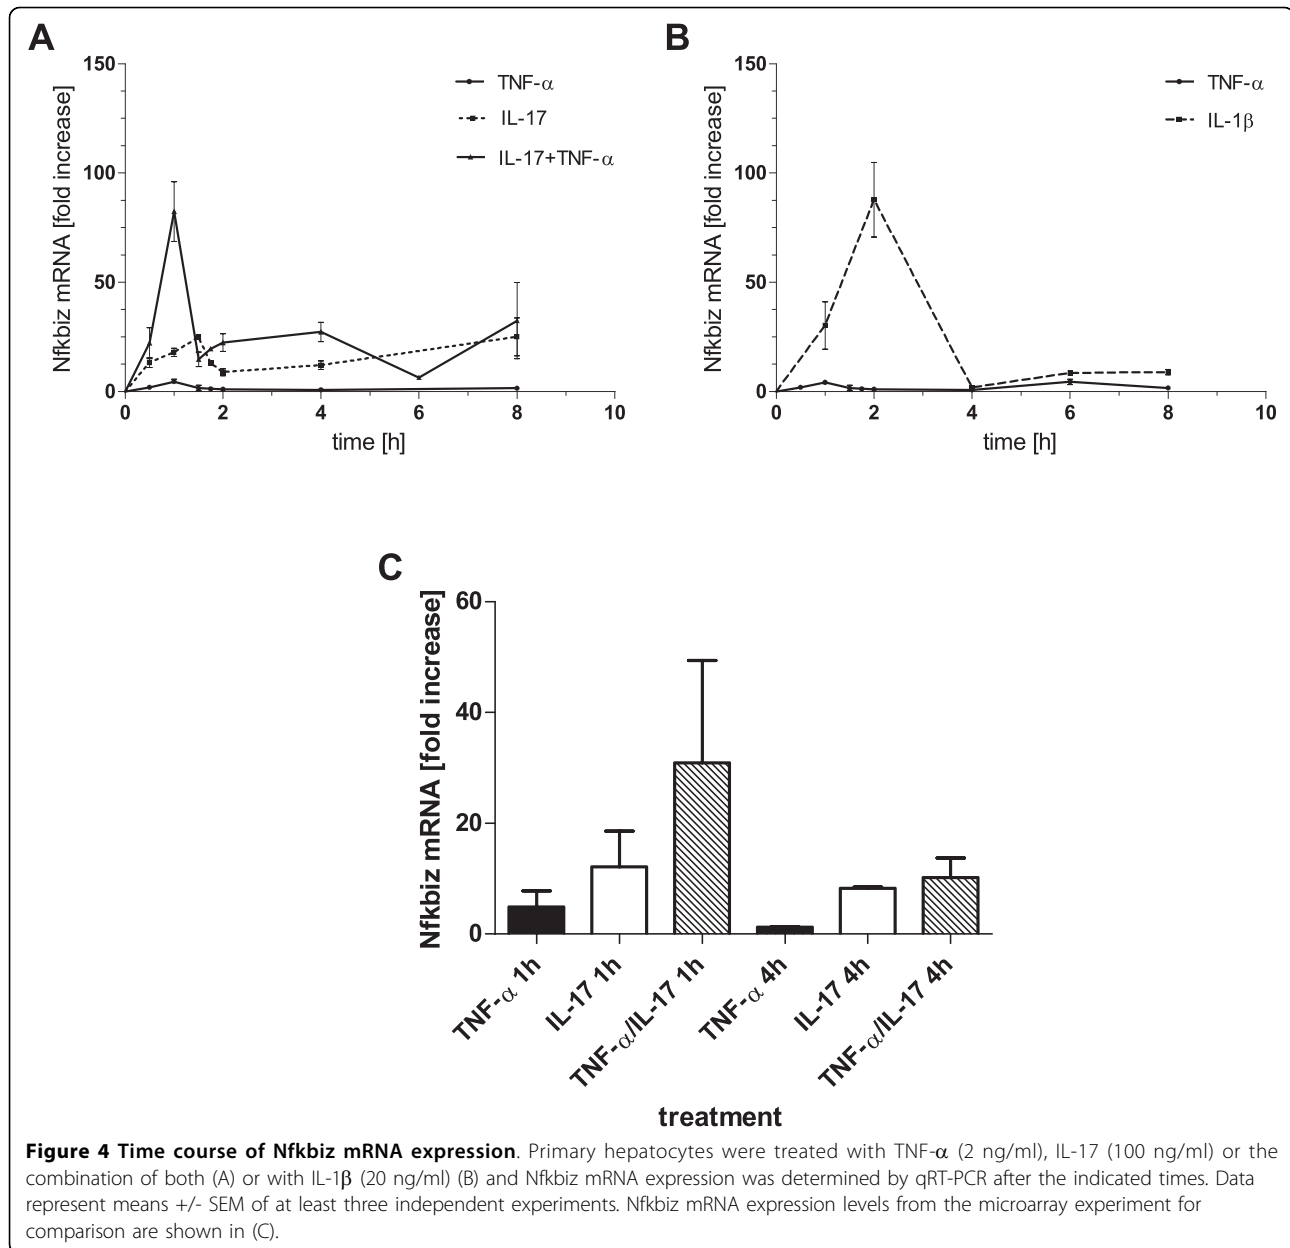 A
150
100
50
0
Nfkbiz mRNA [fold increase]
TNF-α
IL-17
IL-17+TNF-α
0 2 4 6 8 10
time [h]
B
150
100
50
0
Nfkbiz mRNA [fold increase]
TNF-α
IL-1β
0 2 4 6 8 10
time [h]
C
60
40
20
0
Nfkbiz mRNA [fold increase]
TNF-α 1h
IL-17 1h
TNF-α/IL-17 1h
TNF-α 4h
IL-17 4h
TNF-α/IL-17 4h
treatment
Figure 4 Time course of Nfkbiz mRNA expression. Primary hepatocytes were treated with TNF-α (2 ng/ml), IL-17 (100 ng/ml) or the
combination of both (A) or with IL-1β (20 ng/ml) (B) and Nfkbiz mRNA expression was determined by qRT-PCR after the indicated times. Data
represent means +/- SEM of at least three independent experiments. Nfkbiz mRNA expression levels from the microarray experiment for
comparison are shown in (C).